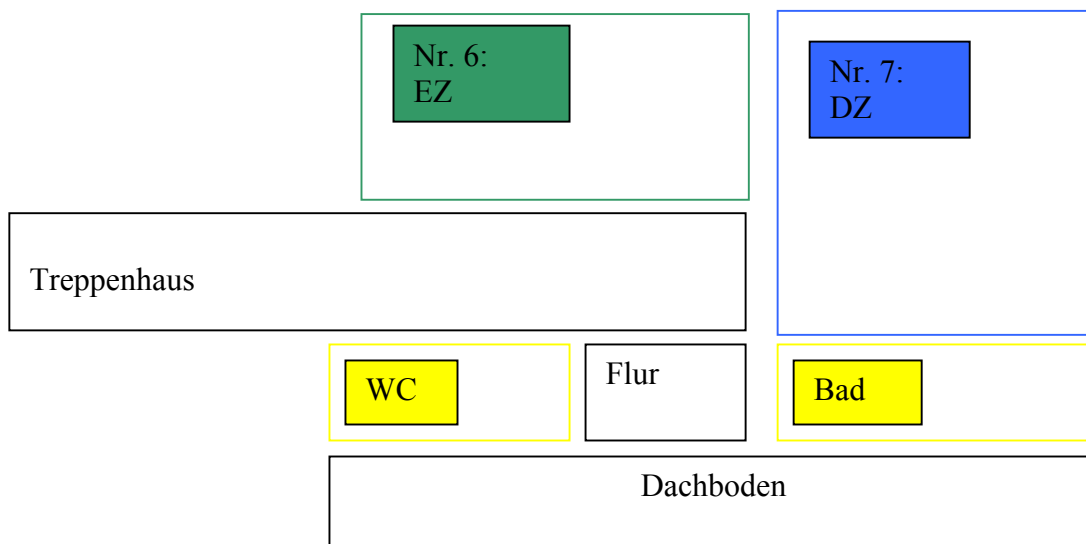 Nr. 6:
EZ
Nr. 7:
DZ
Treppenhaus
WC
Flur
Bad
Dachboden